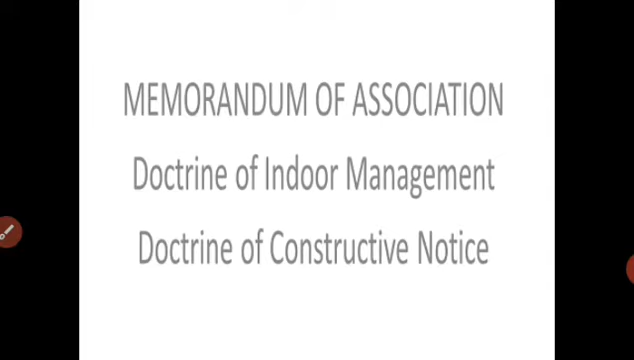 MEMORANDUM OF ASSOCIATION
Doctrine of Indoor Management
Doctrine of Constructive Notice